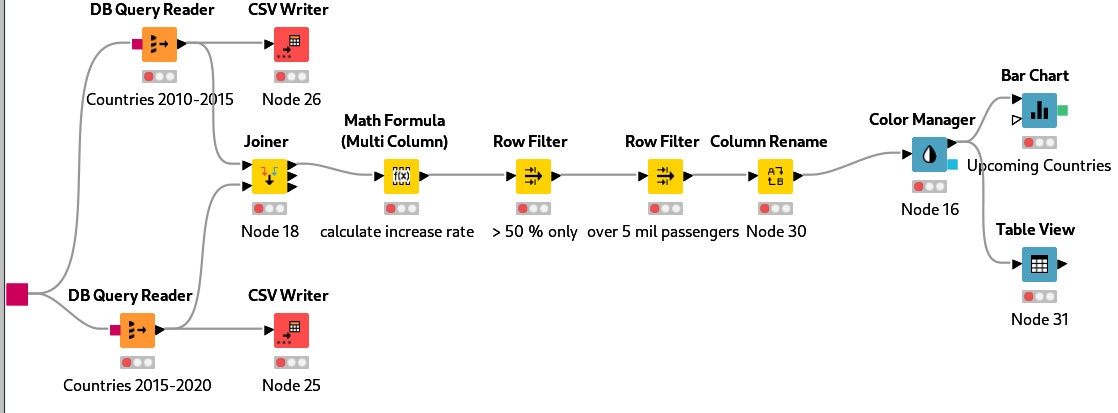 DB Query Reader
CSV Writer
Countries 2010-2015
Node 26
Joiner
Node 18
Math Formula
(Multi Column)
f(x)
calculate increase rate
Row Filter
> 50 % only
Row Filter
over 5 mil passengers
Column Rename
A
B
Node 30
Color Manager
Node 16
Bar Chart
Upcoming Countries
Table View
Node 31
DB Query Reader
CSV Writer
Countries 2015-2020
Node 25